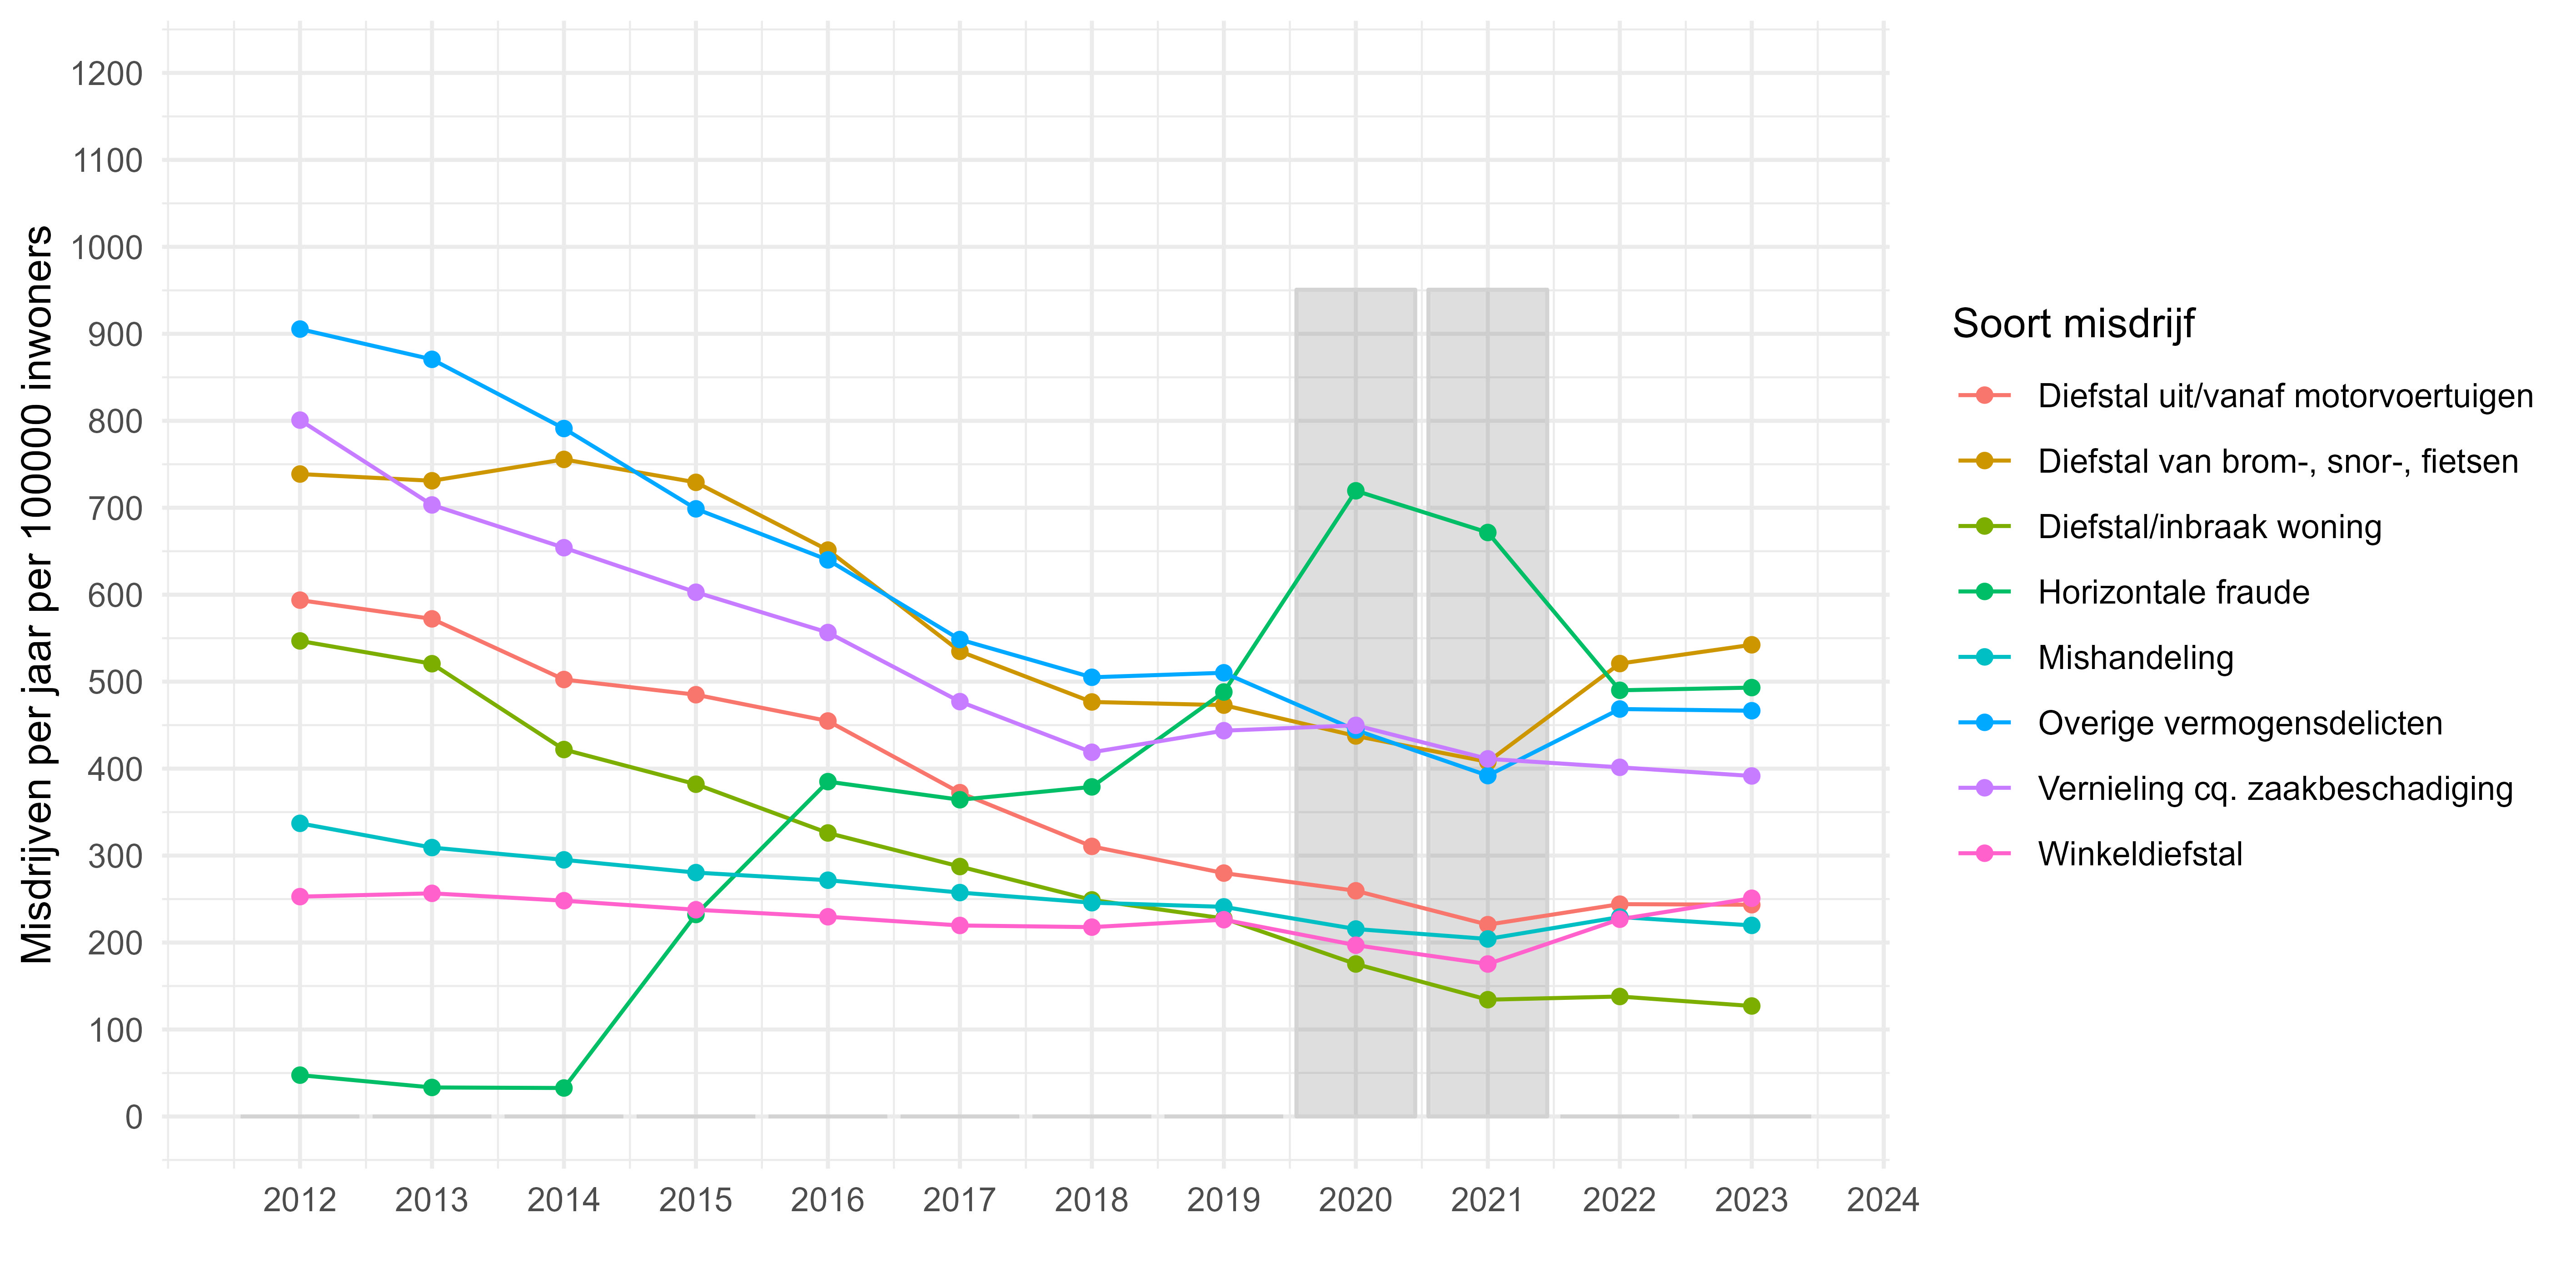 Misdrijven per jaar per 100000 inwoners
1200
1100
1000
900
800
700
600
500
400
300
200
100
0
2012 2013 2014 2015 2016 2017 2018 2019 2020 2021 2022 2023 2024
Soort misdrijf
Diefstal uit/vanaf motorvoertuigen
Diefstal van brom-, snor-, fietsen
Diefstal/inbraak woning
Horizontale fraude
Mishandeling
Overige vermogensdelicten
Vernieling cq. zaakbeschadiging
Winkeldiefstal